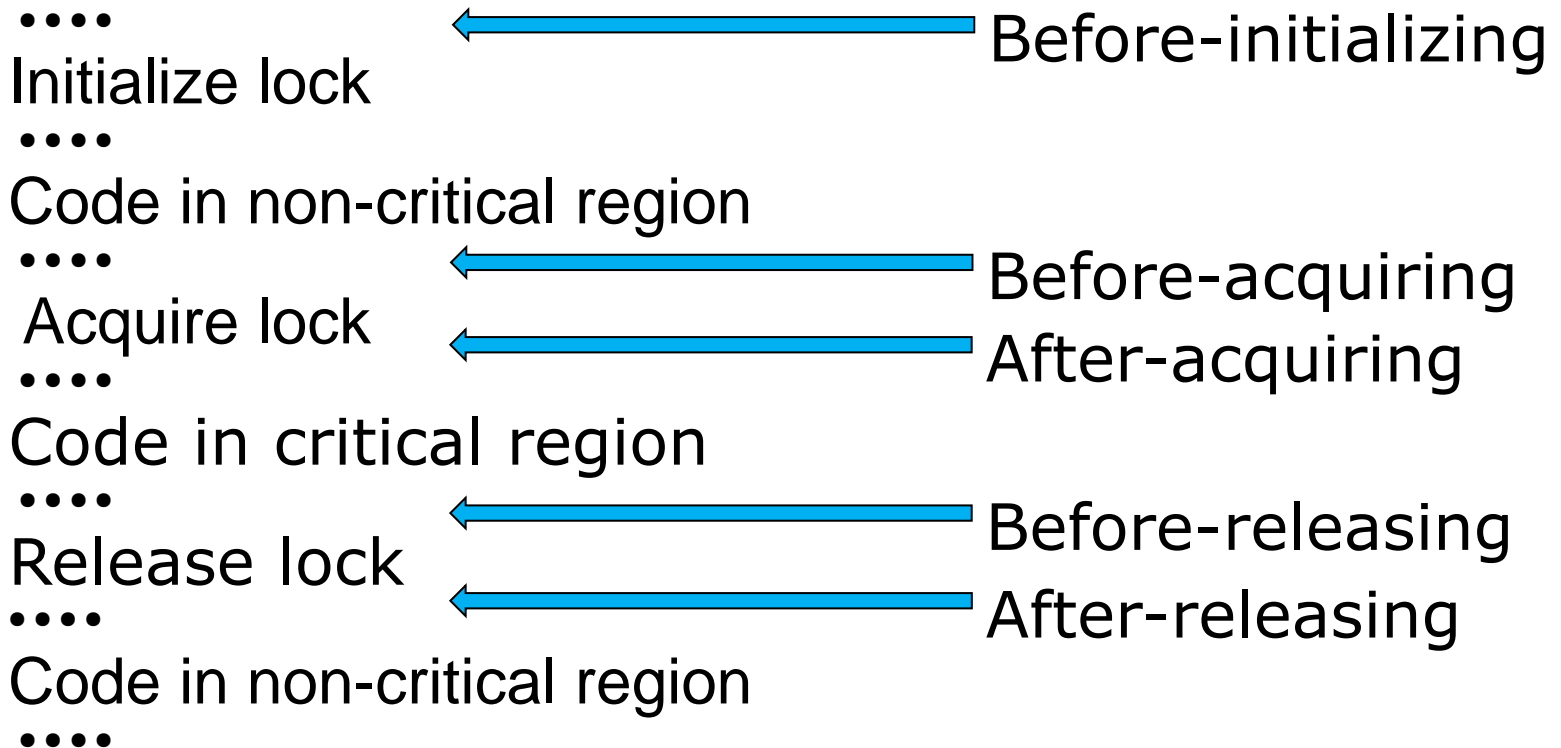 •••• Before-initializing
Initialize lock
••••
Code in non-critical region
•••• Before-acquiring
Acquire lock
•••• After-acquiring
Code in critical region
•••• Before-releasing
Release lock
•••• After-releasing
Code in non-critical region
••••